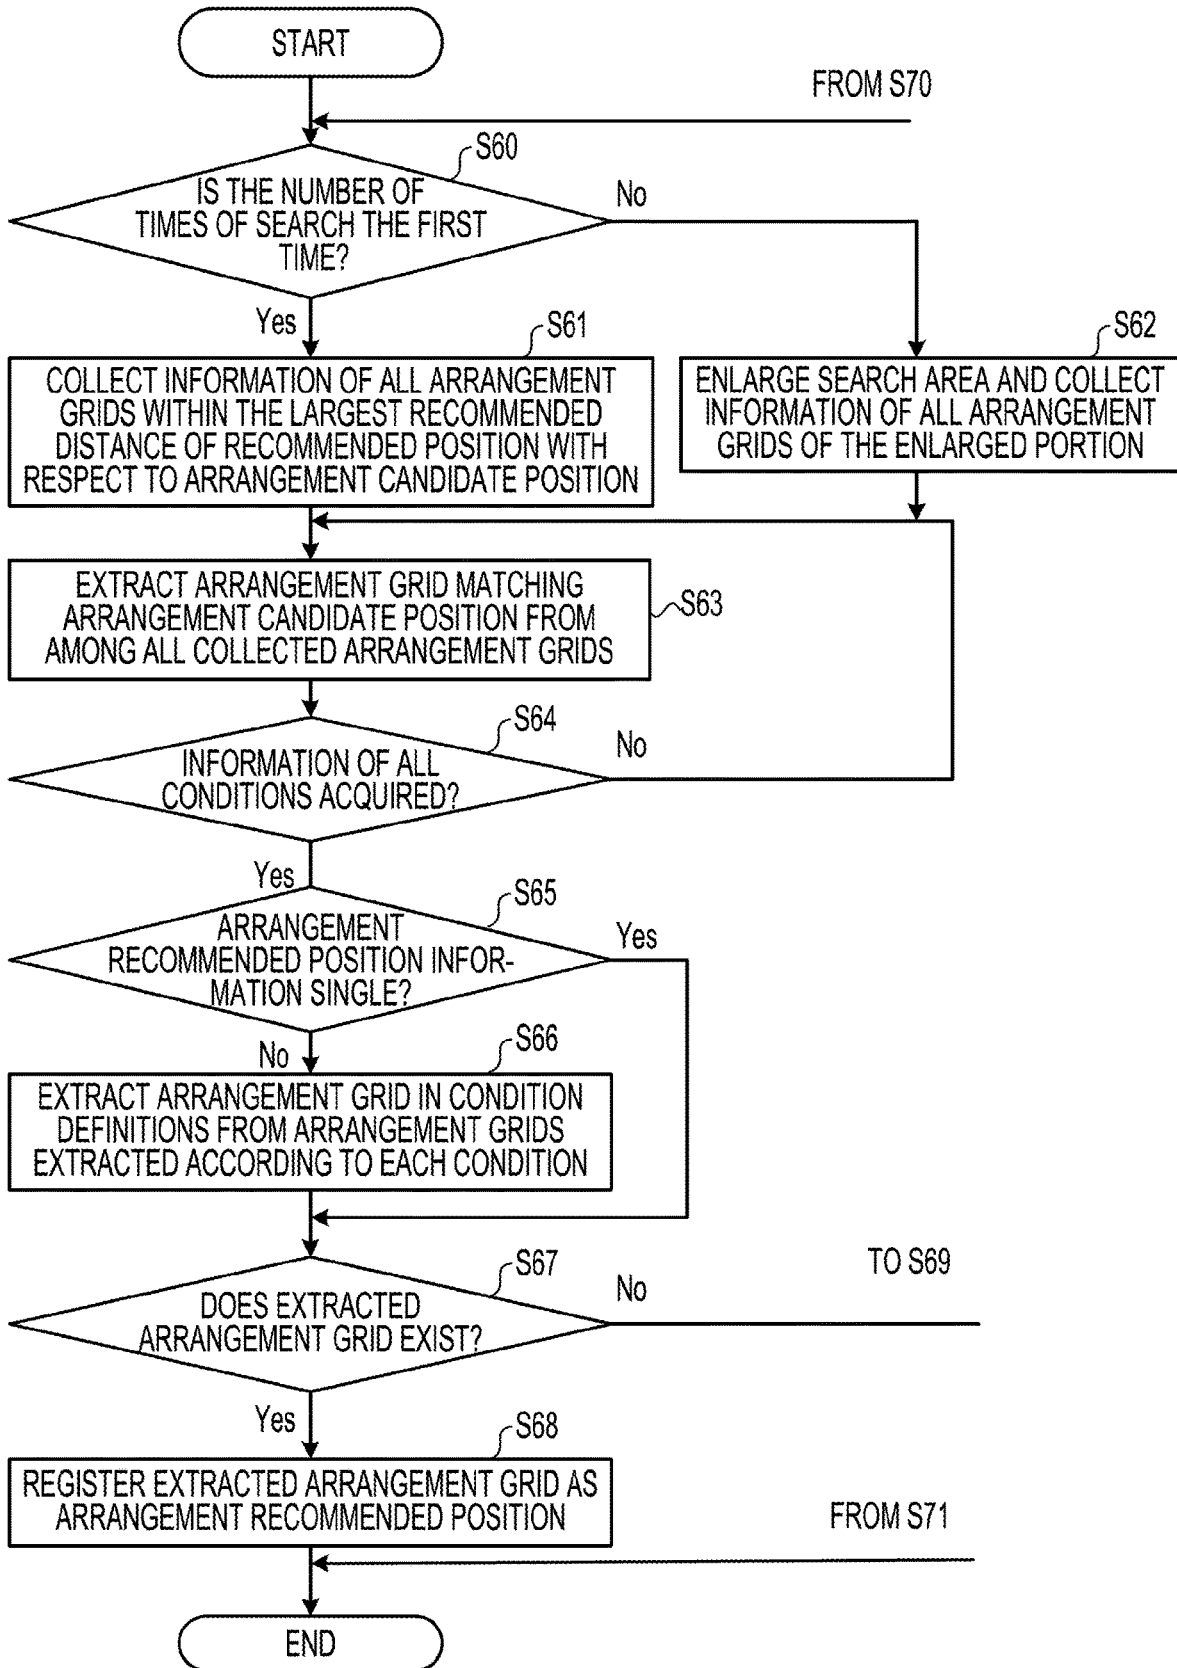 START
FROM S70
S60
IS THE NUMBER OF
TIMES OF SEARCH THE FIRST
TIME?
No
Yes
S61
COLLECT INFORMATION OF ALL ARRANGEMENT
GRIDS WITHIN THE LARGEST RECOMMENDED
DISTANCE OF RECOMMENDED POSITION WITH
RESPECT TO ARRANGEMENT CANDIDATE POSITION
S62
ENLARGE SEARCH AREA AND COLLECT
INFORMATION OF ALL ARRANGEMENT
GRIDS OF THE ENLARGED PORTION
EXTRACT ARRANGEMENT GRID MATCHING
ARRANGEMENT CANDIDATE POSITION FROM
AMONG ALL COLLECTED ARRANGEMENT GRIDS
S63
S64
INFORMATION OF ALL
CONDITIONS ACQUIRED?
No
Yes
S65
ARRANGEMENT
RECOMMENDED POSITION INFOR-
MATION SINGLE?
Yes
No
S66
EXTRACT ARRANGEMENT GRID IN CONDITION
DEFINITIONS FROM ARRANGEMENT GRIDS
EXTRACTED ACCORDING TO EACH CONDITION
S67
DOES EXTRACTED
ARRANGEMENT GRID EXIST?
No
TO S69
Yes
S68
REGISTER EXTRACTED ARRANGEMENT GRID AS
ARRANGEMENT RECOMMENDED POSITION
FROM S71
END